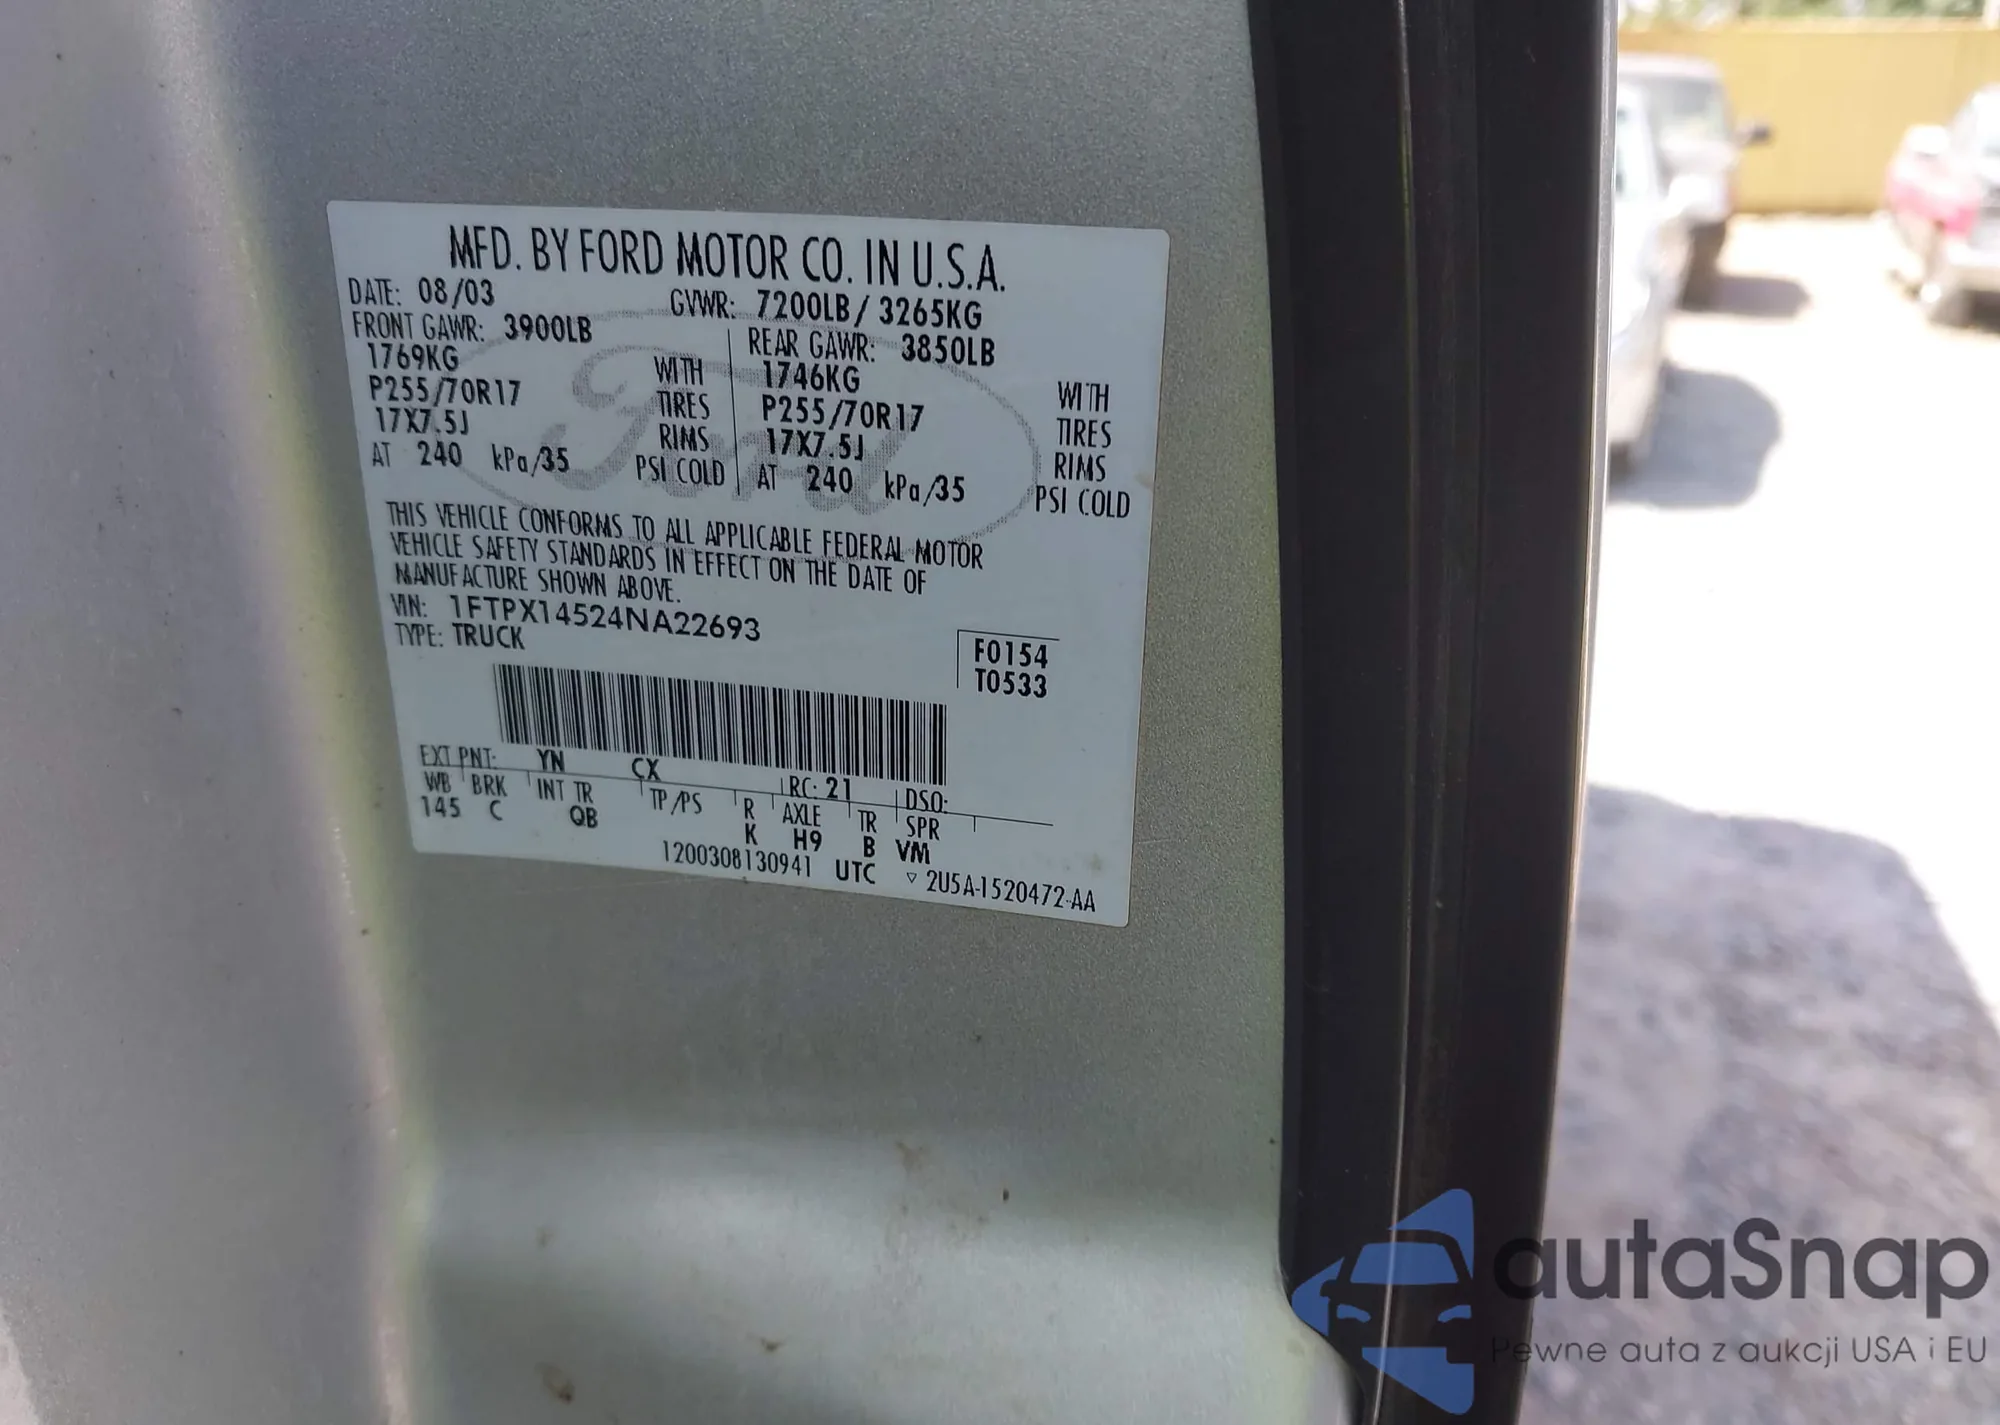 MFD. BY FORD MOTOR CO. IN U.S.A.
DATE: 08/03 GVWR: 7200LB / 3265KG
FRONT GAWR: 3900LB REAR GAWR: 3850LB
1769KG WITH 1746KG WITH
P255/70R17 TIRES P255/70R17 TIRES
17X7.5J RIMS 17X7.5J RIMS
AT 240 kPa/35 PSI COLD AT 240 kPa/35 PSI COLD
Ford
THIS VEHICLE CONFORMS TO ALL APPLICABLE FEDERAL MOTOR
VEHICLE SAFETY STANDARDS IN EFFECT ON THE DATE OF
MANUFACTURE SHOWN ABOVE.
VIN: 1FTPX14524NA22693
TYPE: TRUCK
F0154
T0533
EXT PNT: YN CX RC: 21 DSO:
WB BRK INT TR TP/PS R AXLE TR SPR
145 C QB K H9 B VM
1200308130941 UTC ▽ 2U5A-1520472-AA
autaSnap
Pewne auta z aukcji USA i EU